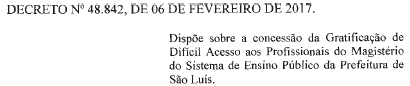 DECRETO Nº 48.842, DE 06 DE FEVEREIRO DE 2017.
Dispõe sobre a concessão da Gratificação de
Difícil Acesso aos Profissionais do Magistério
do Sistema de Ensino Público da Prefeitura de
São Luís.